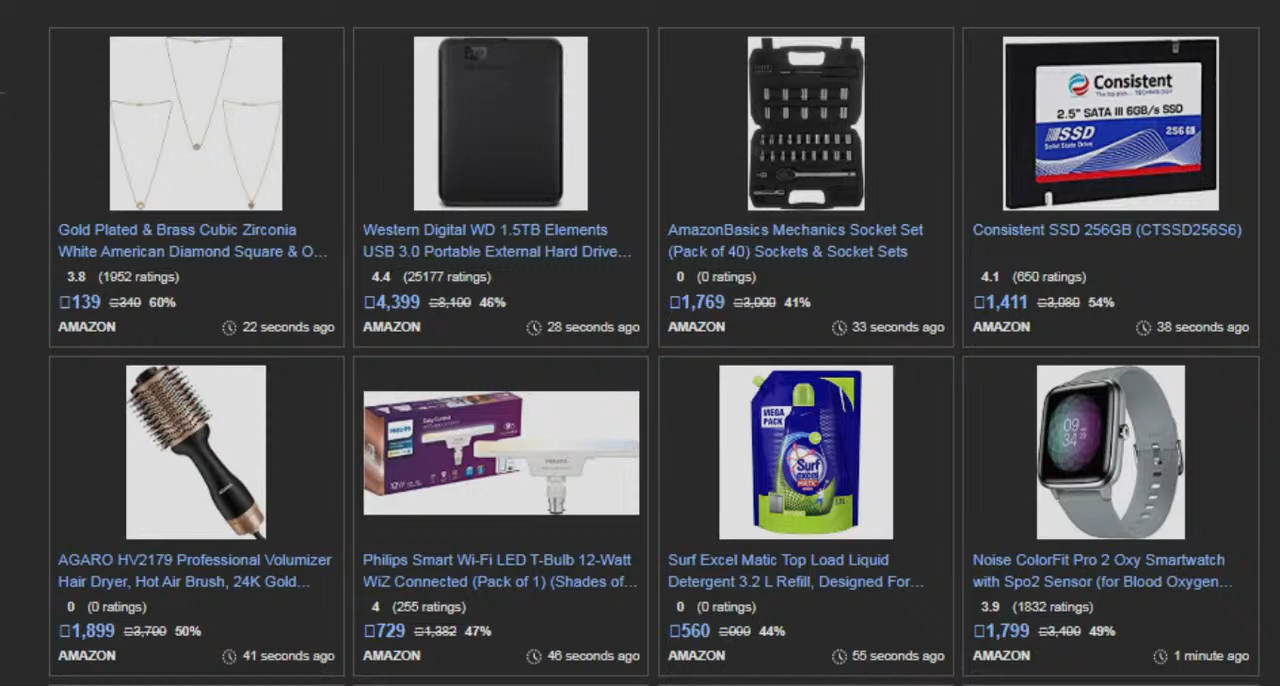 Consistent
2.5" SATA III 6GB/s SSD
SSD
Solid State Drive
256 GB
Gold Plated & Brass Cubic Zirconia
White American Diamond Square & O...
3.8 (1952 ratings)
139 340 60%
AMAZON 22 seconds ago
Western Digital WD 1.5TB Elements
USB 3.0 Portable External Hard Drive...
4.4 (25177 ratings)
4,399 8,100 46%
AMAZON 28 seconds ago
AmazonBasics Mechanics Socket Set
(Pack of 40) Sockets & Socket Sets
0 (0 ratings)
1,769 3,000 41%
AMAZON 33 seconds ago
Consistent SSD 256GB (CTSSD256S6)
4.1 (650 ratings)
1,411 3,080 54%
AMAZON 38 seconds ago
PHILIPS
MEGA
PACK
Surf
excel
MATIC
09
34
AGARO HV2179 Professional Volumizer
Hair Dryer, Hot Air Brush, 24K Gold...
0 (0 ratings)
1,899 3,700 50%
AMAZON 41 seconds ago
Philips Smart Wi-Fi LED T-Bulb 12-Watt
WiZ Connected (Pack of 1) (Shades of...
4 (255 ratings)
729 1,382 47%
AMAZON 46 seconds ago
Surf Excel Matic Top Load Liquid
Detergent 3.2 L Refill, Designed For...
0 (0 ratings)
560 44%
AMAZON 55 seconds ago
Noise ColorFit Pro 2 Oxy Smartwatch
with Spo2 Sensor (for Blood Oxygen...
3.9 (1832 ratings)
1,799 3,400 49%
AMAZON 1 minute ago